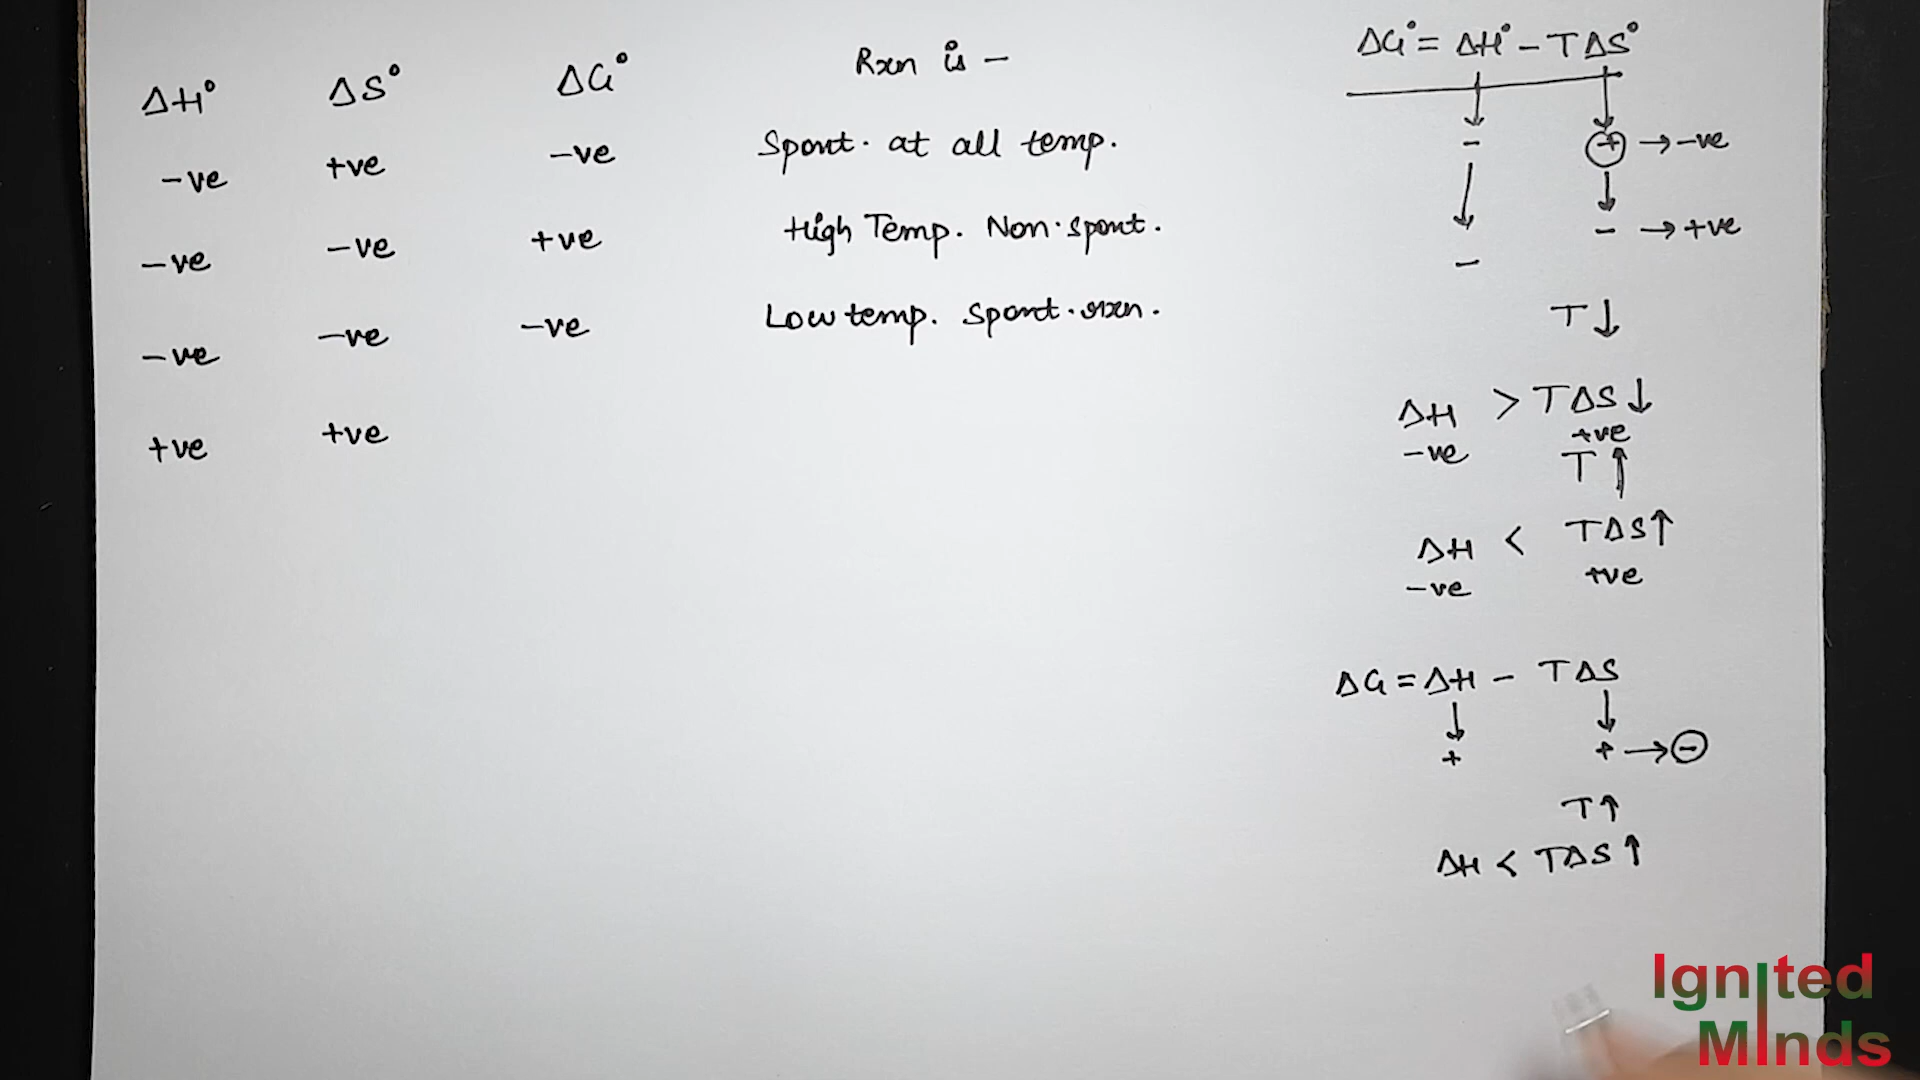 ΔH° ΔS° ΔG° Rxn is –
–ve +ve –ve Spont. at all temp.
–ve –ve +ve High Temp. Non-spont.
–ve –ve –ve Low temp. Spont. rxn.
+ve +ve
ΔG° = ΔH° – TΔS°
↓ ↓
– + → –ve
↓ ↓
– – → +ve
T↓
ΔH > TΔS↓
–ve +ve
T↑
ΔH < TΔS↑
–ve +ve
ΔG = ΔH – TΔS
↓ ↓
+ + → ⊖
T↑
ΔH < TΔS↑
Ignited
Minds